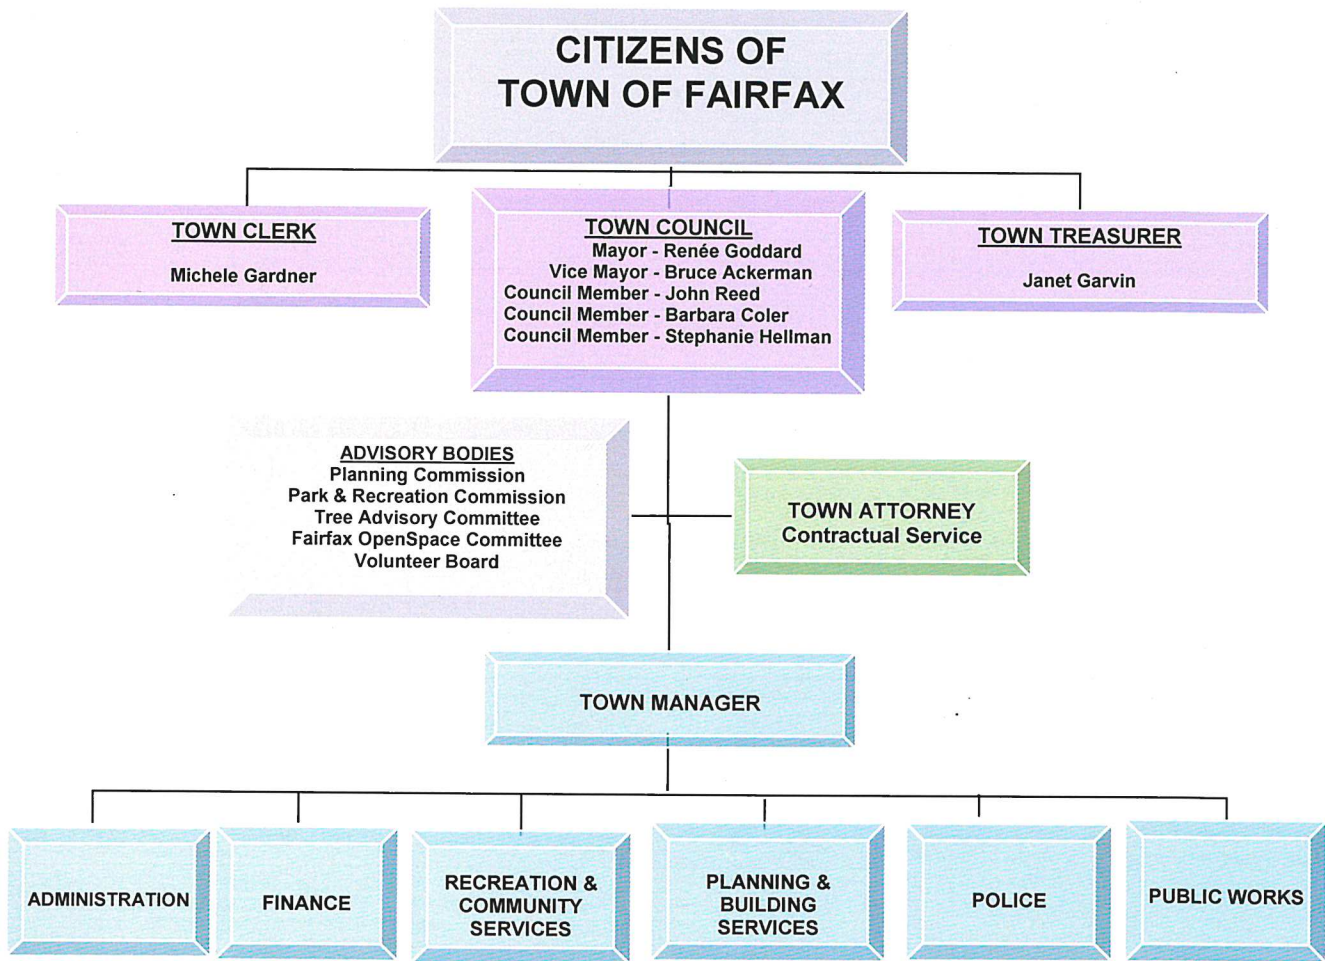 CITIZENS OF
TOWN OF FAIRFAX
TOWN CLERK
Michele Gardner
TOWN COUNCIL
Mayor - Renée Goddard
Vice Mayor - Bruce Ackerman
Council Member - John Reed
Council Member - Barbara Coler
Council Member - Stephanie Hellman
TOWN TREASURER
Janet Garvin
ADVISORY BODIES
Planning Commission
Park & Recreation Commission
Tree Advisory Committee
Fairfax OpenSpace Committee
Volunteer Board
TOWN ATTORNEY
Contractual Service
TOWN MANAGER
ADMINISTRATION
FINANCE
RECREATION &
COMMUNITY
SERVICES
PLANNING &
BUILDING
SERVICES
POLICE
PUBLIC WORKS